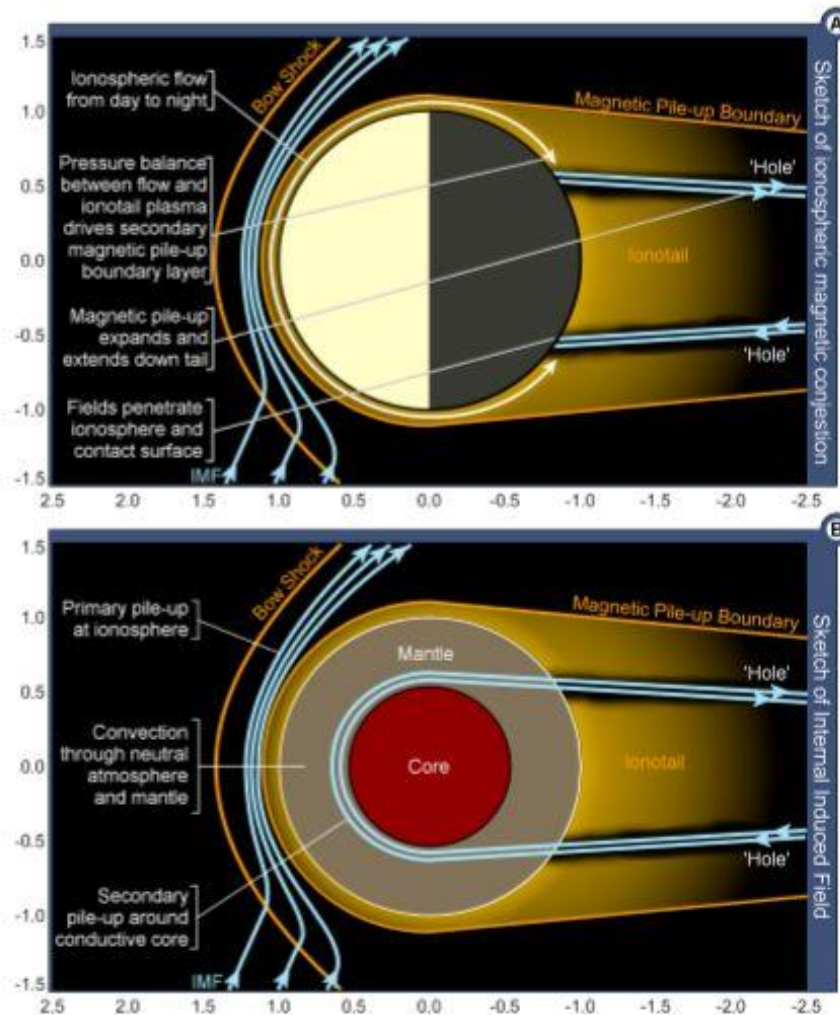 A
1.5
1.0
0.5
0.0
-0.5
-1.0
-1.5
Bow Shock
Ionospheric flow
from day to night
Pressure balance
between flow and
ionotail plasma
drives secondary
magnetic pile-up
boundary layer
Magnetic pile-up
expands and
extends down tail
Fields penetrate
ionosphere and
contact surface
IMF
Magnetic Pile-up Boundary
'Hole'
Ionotail
'Hole'
Sketch of ionospheric magnetic conjestion
2.5 2.0 1.5 1.0 0.5 0.0 -0.5 -1.0 -1.5 -2.0 -2.5
B
1.5
1.0
0.5
0.0
-0.5
-1.0
-1.5
Bow Shock
Primary pile-up
at ionosphere
Convection
through neutral
atmosphere
and mantle
Secondary
pile-up around
conductive core
IMF
Mantle
Core
Magnetic Pile-up Boundary
'Hole'
Ionotail
'Hole'
Sketch of Internal Induced Field
2.5 2.0 1.5 1.0 0.5 0.0 -0.5 -1.0 -1.5 -2.0 -2.5